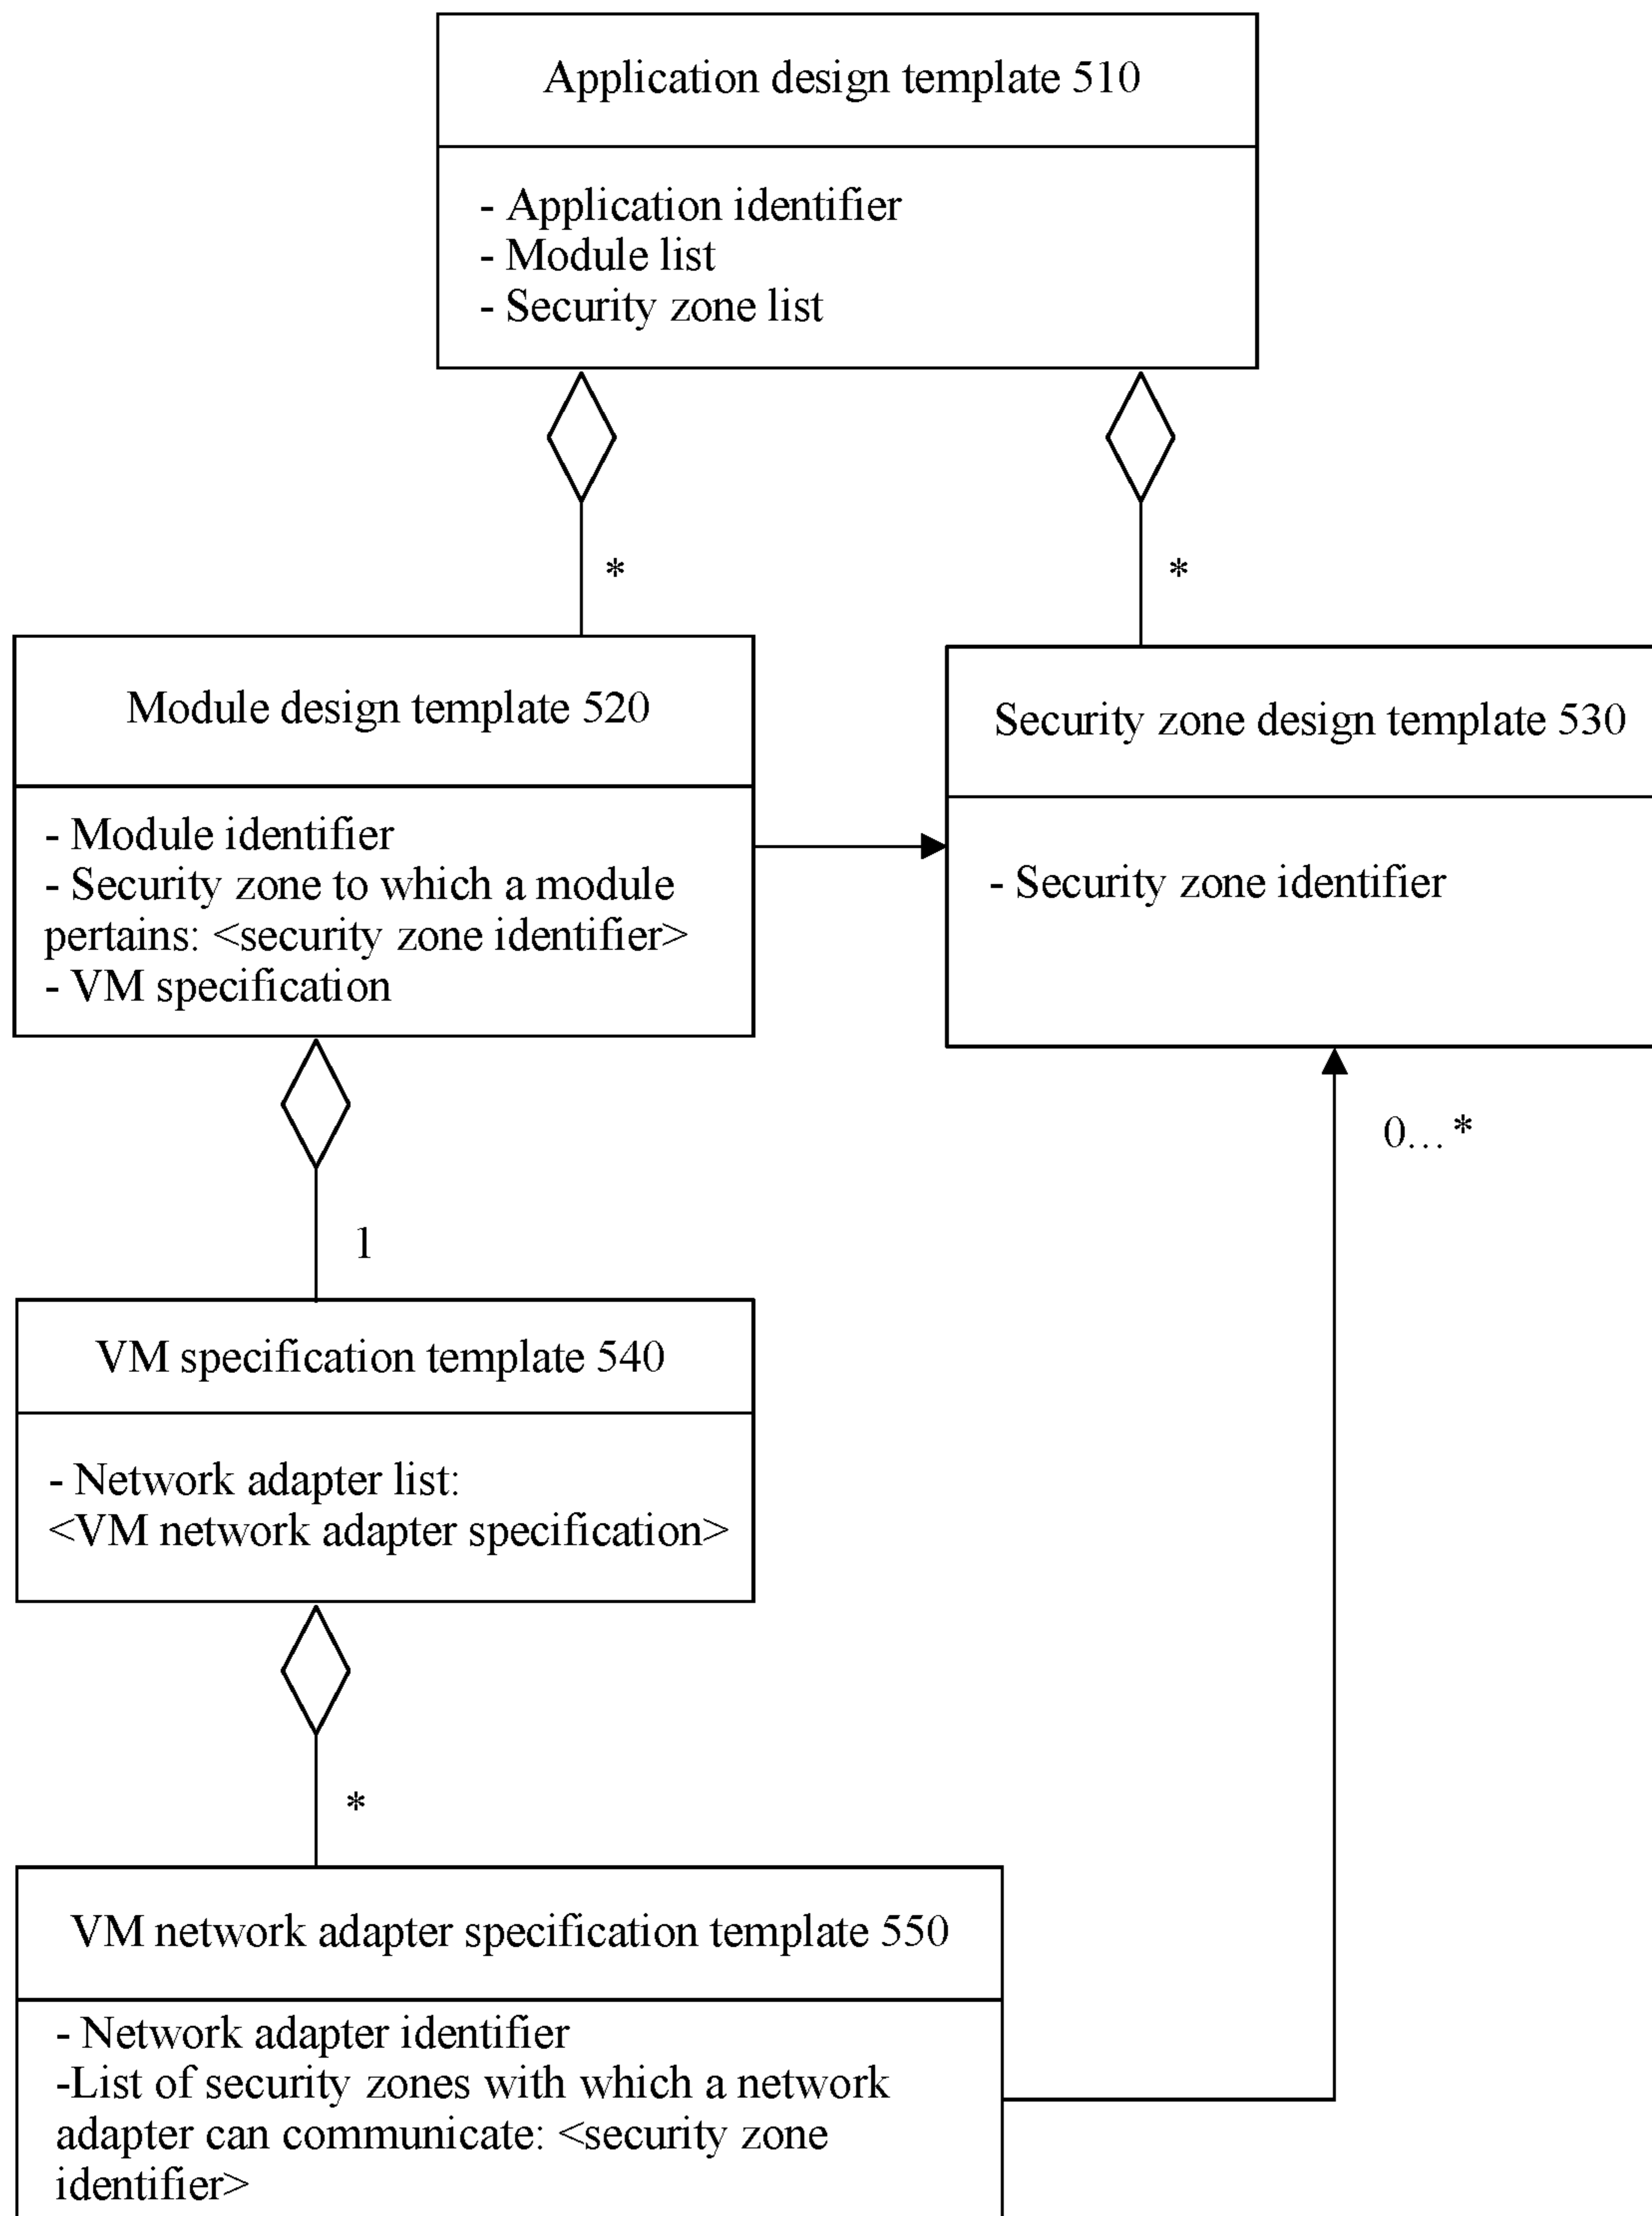 Application design template 510
- Application identifier
- Module list
- Security zone list
*
*
Module design template 520
- Module identifier
- Security zone to which a module
pertains: <security zone identifier>
- VM specification
Security zone design template 530
- Security zone identifier
0...*
1
VM specification template 540
- Network adapter list:
<VM network adapter specification>
*
VM network adapter specification template 550
- Network adapter identifier
-List of security zones with which a network
adapter can communicate: <security zone
identifier>